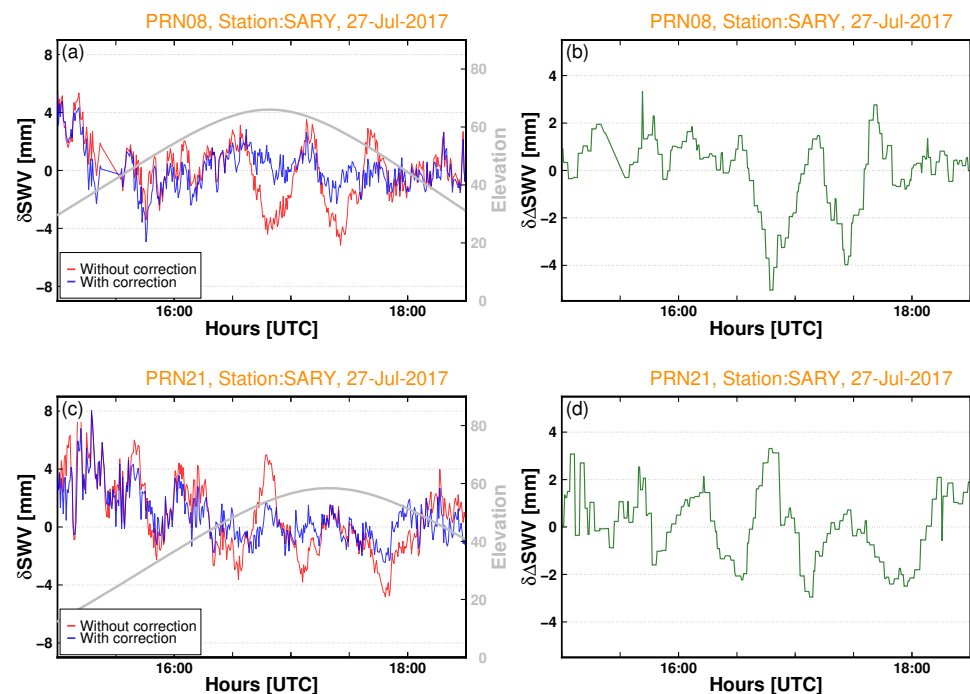 PRN08, Station:SARY, 27-Jul-2017
(a)
8
4
0
−4
−8
δSWV [mm]
80
60
40
20
0
Elevation
Without correction
With correction
16:00
18:00
Hours [UTC]
PRN08, Station:SARY, 27-Jul-2017
(b)
4
2
0
−2
−4
δΔSWV [mm]
16:00
18:00
Hours [UTC]
PRN21, Station:SARY, 27-Jul-2017
(c)
8
4
0
−4
−8
δSWV [mm]
80
60
40
20
0
Elevation
Without correction
With correction
16:00
18:00
Hours [UTC]
PRN21, Station:SARY, 27-Jul-2017
(d)
4
2
0
−2
−4
δΔSWV [mm]
16:00
18:00
Hours [UTC]